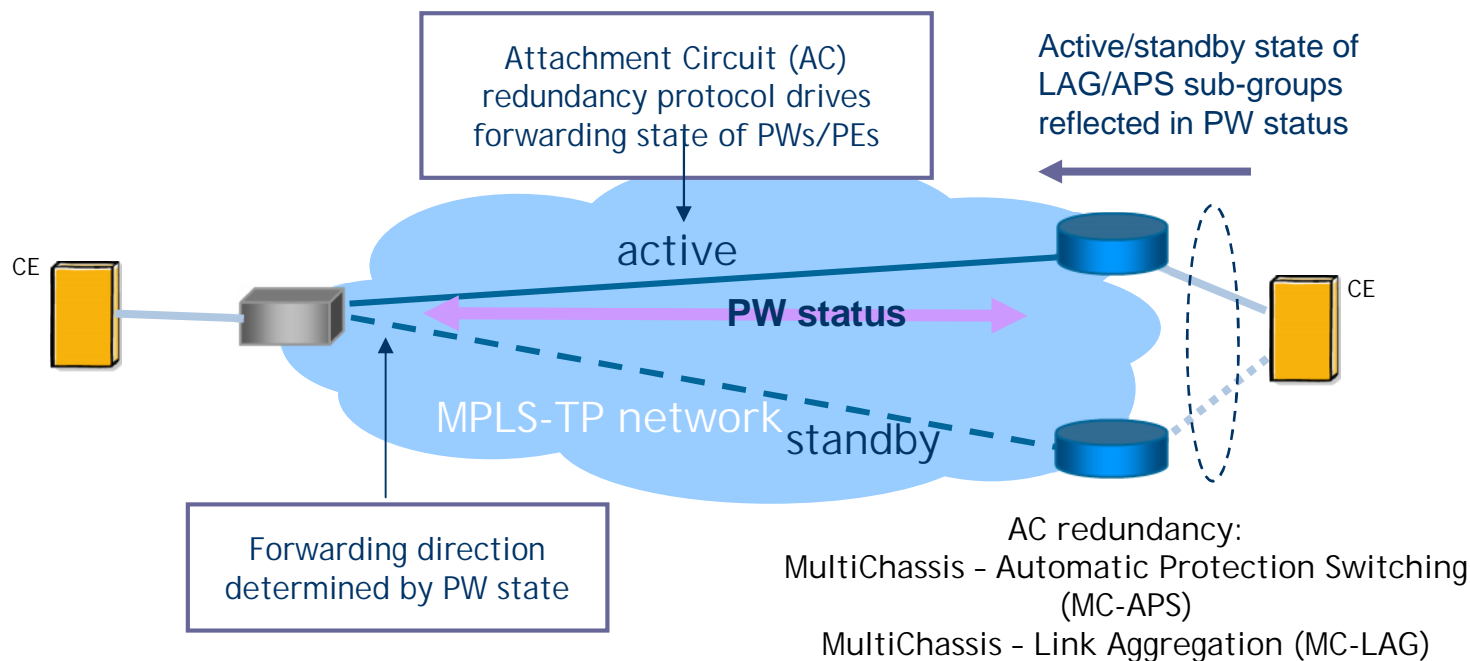 Attachment Circuit (AC)
redundancy protocol drives
forwarding state of PWs/PEs
Active/standby state of
LAG/APS sub-groups
reflected in PW status
CE
active
PW status
CE
MPLS-TP network
standby
Forwarding direction
determined by PW state
AC redundancy:
MultiChassis – Automatic Protection Switching
(MC-APS)
MultiChassis – Link Aggregation (MC-LAG)